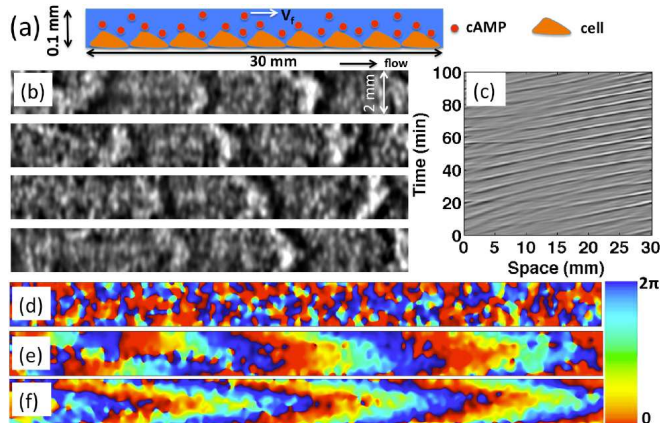 (a)
0.1 mm
V_f
cAMP
cell
30 mm
flow
(b)
2 mm
(c)
Time (min)
100
80
60
40
20
0
0 5 10 15 20 25 30
Space (mm)
(d)
(e)
(f)
2π
0